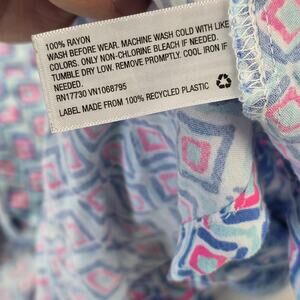 100% RAYON
WASH BEFORE WEAR. MACHINE WASH COLD WITH LIKE
COLORS. ONLY NON-CHLORINE BLEACH IF NEEDED.
TUMBLE DRY LOW. REMOVE PROMPTLY. COOL IRON IF
NEEDED.
RN17730 VN1068795
LABEL MADE FROM 100% RECYCLED PLASTIC